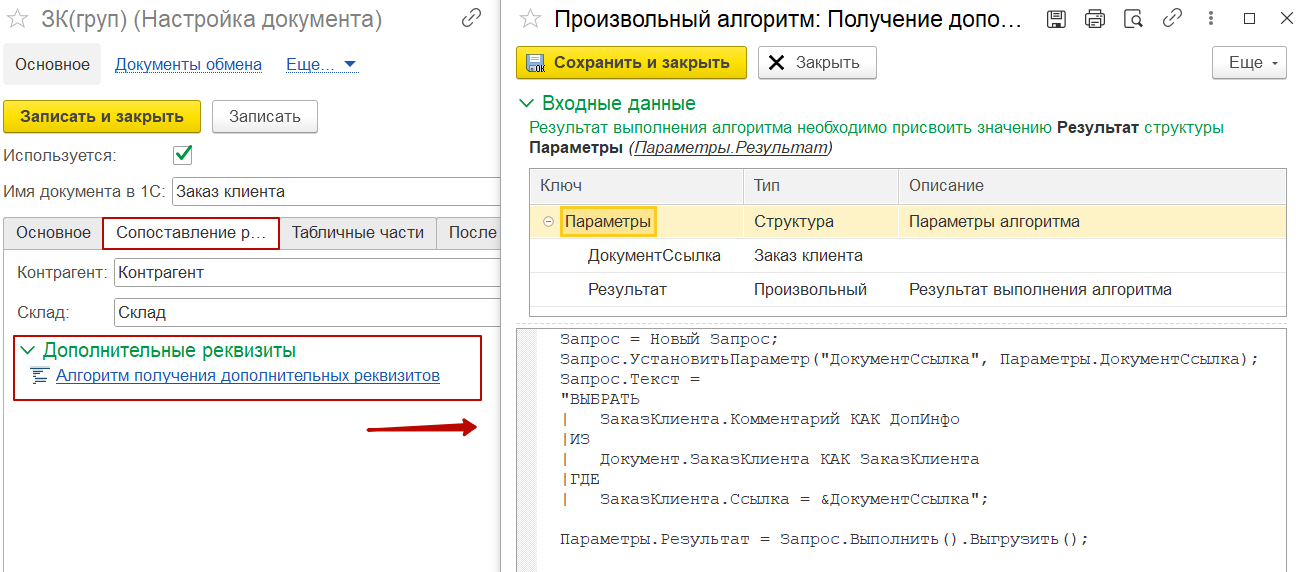 ЗК(груп) (Настройка документа)
Основное Документы обмена Еще...
Записать и закрыть Записать
Используется:
Имя документа в 1С: Заказ клиента
Основное Сопоставление р... Табличные части После
Контрагент: Контрагент
Склад: Склад
Дополнительные реквизиты
Алгоритм получения дополнительных реквизитов
Произвольный алгоритм: Получение допо...
Сохранить и закрыть Закрыть Еще
Входные данные
Результат выполнения алгоритма необходимо присвоить значению Результат структуры
Параметры (Параметры.Результат)
Ключ Тип Описание
Параметры Структура Параметры алгоритма
ДокументСсылка Заказ клиента
Результат Произвольный Результат выполнения алгоритма
Запрос = Новый Запрос;
Запрос.УстановитьПараметр("ДокументСсылка", Параметры.ДокументСсылка);
Запрос.Текст =
"ВЫБРАТЬ
| ЗаказКлиента.Комментарий КАК ДопИнфо
|ИЗ
| Документ.ЗаказКлиента КАК ЗаказКлиента
|ГДЕ
| ЗаказКлиента.Ссылка = &ДокументСсылка";
Параметры.Результат = Запрос.Выполнить().Выгрузить();